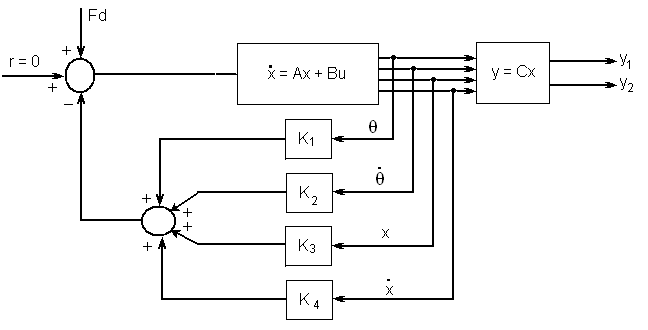 Fd
+
r = 0
+
−
ẋ = Ax + Bu
y = Cx
y₁
y₂
K₁
θ
+
K₂
θ̇
+
+
K₃
x
+
K₄
ẋ